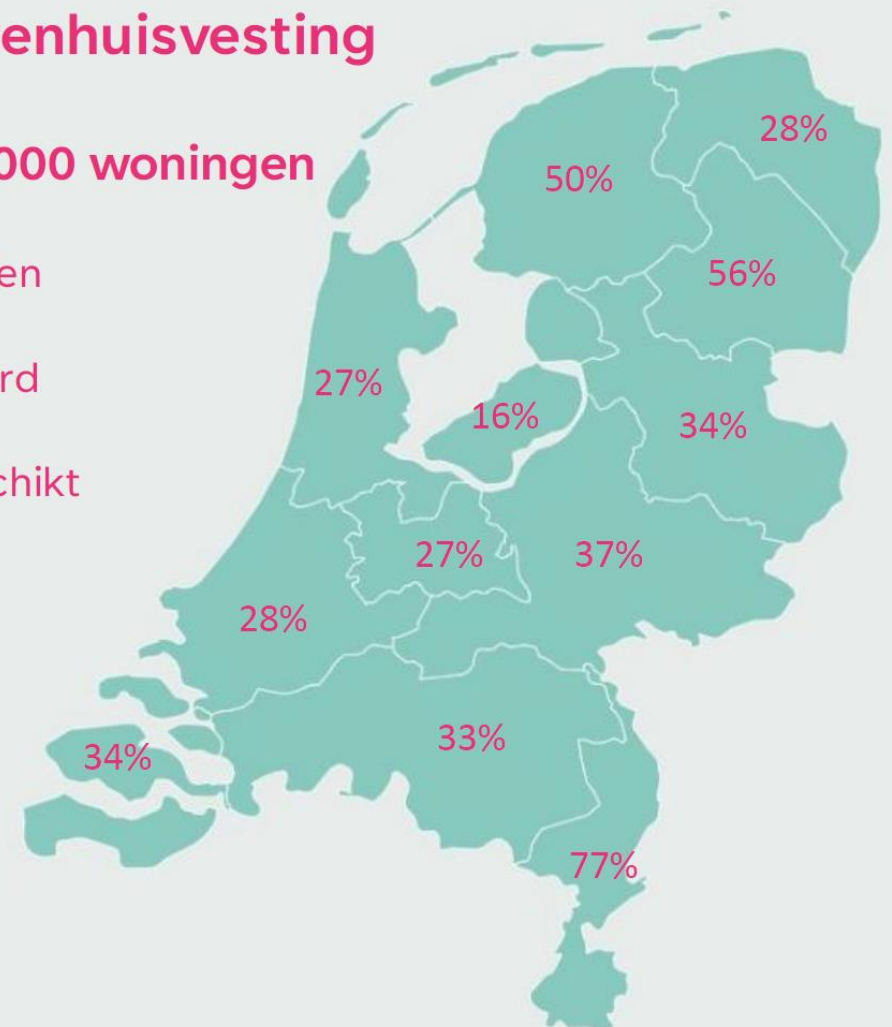 enhuisvesting
000 woningen
en
rd
chikt
28%
50%
56%
27%
16%
34%
27%
37%
28%
33%
34%
77%